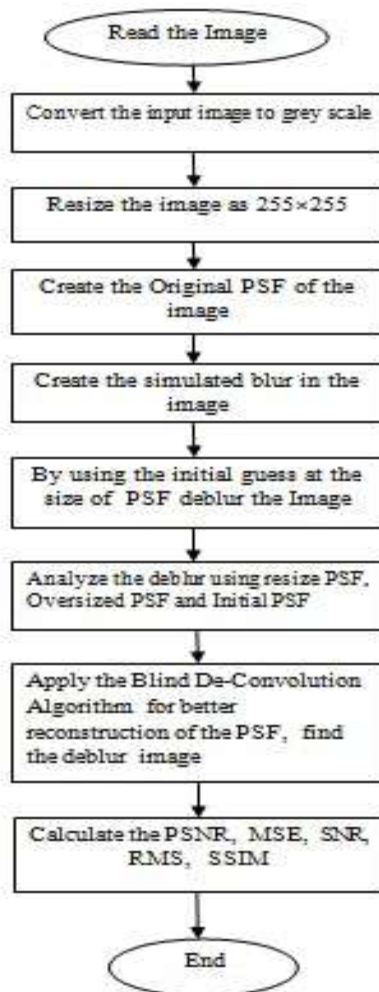 Read the Image
Convert the input image to grey scale
Resize the image as 255×255
Create the Original PSF of the
image
Create the simulated blur in the
image
By using the initial guess at the
size of PSF deblur the Image
Analyze the deblur using resize PSF,
Oversized PSF and Initial PSF
Apply the Blind De-Convolution
Algorithm for better
reconstruction of the PSF, find
the deblur image
Calculate the PSNR, MSE, SNR,
RMS, SSIM
End